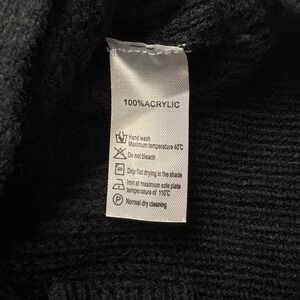 100%ACRYLIC
Hand wash
Maximum temperature 40℃
Do not bleach
Drip flat drying in the shade
Iron at maximum sole plate
temperature of 110℃
P Normal dry cleaning